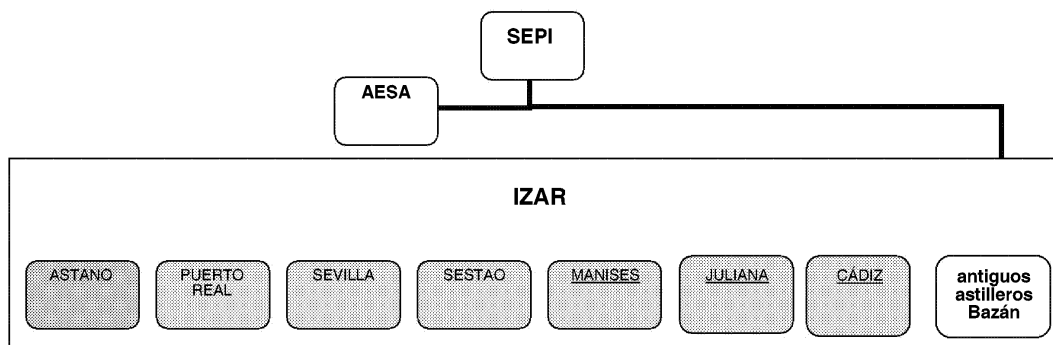 SEPI
AESA
IZAR
ASTANO
PUERTO
REAL
SEVILLA
SESTAO
MANISES
JULIANA
CÁDIZ
antiguos
astilleros
Bazán